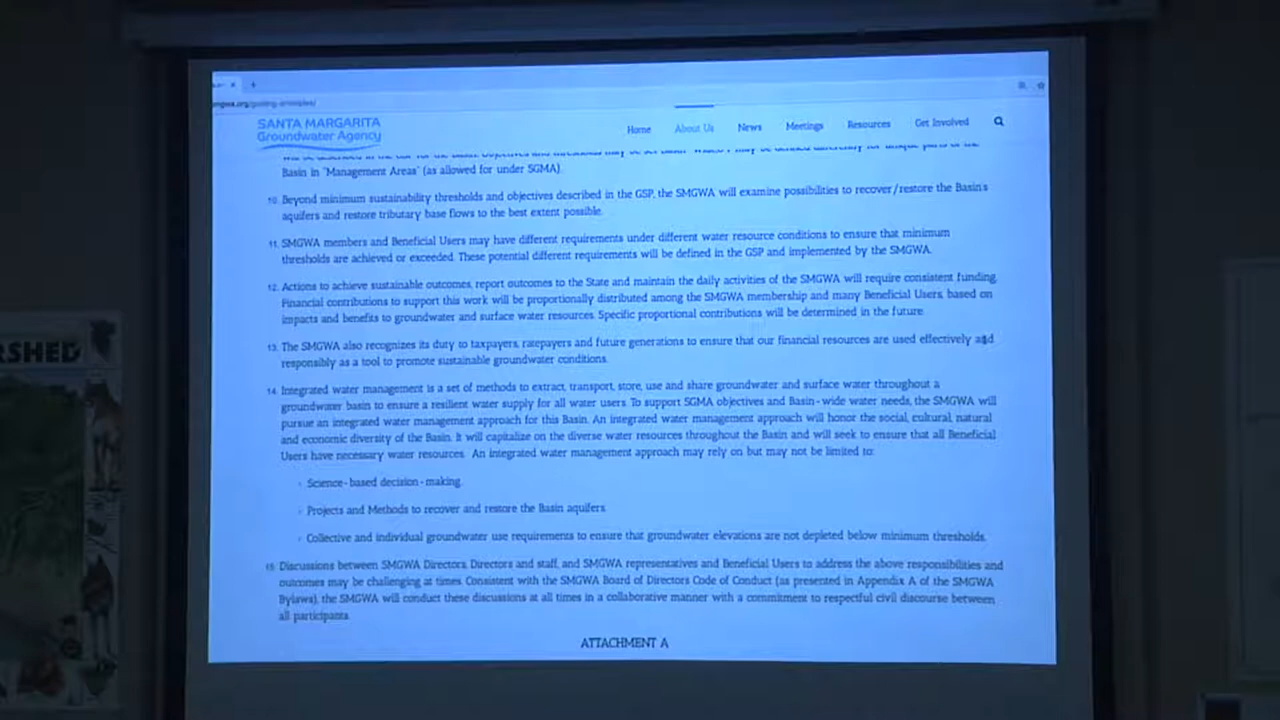 smgwa.org/guiding-principles/
SANTA MARGARITA
Groundwater Agency
Home About Us News Meetings Resources Get Involved
Basin in "Management Areas" (as allowed for under SGMA).
10. Beyond minimum sustainability thresholds and objectives described in the GSP, the SMGWA will examine possibilities to recover/restore the Basin's
aquifers and restore tributary base flows to the best extent possible.
11. SMGWA members and Beneficial Users may have different requirements under different water resource conditions to ensure that minimum
thresholds are achieved or exceeded. These potential different requirements will be defined in the GSP and implemented by the SMGWA.
12. Actions to achieve sustainable outcomes, report outcomes to the State and maintain the daily activities of the SMGWA will require consistent funding.
Financial contributions to support this work will be proportionally distributed among the SMGWA membership and many Beneficial Users, based on
impacts and benefits to groundwater and surface water resources. Specific proportional contributions will be determined in the future.
13. The SMGWA also recognizes its duty to taxpayers, ratepayers and future generations to ensure that our financial resources are used effectively and
responsibly as a tool to promote sustainable groundwater conditions.
14. Integrated water management is a set of methods to extract, transport, store, use and share groundwater and surface water throughout a
groundwater basin to ensure a resilient water supply for all water users. To support SGMA objectives and Basin-wide water needs, the SMGWA will
pursue an integrated water management approach for this Basin. An integrated water management approach will honor the social, cultural, natural
and economic diversity of the Basin. It will capitalize on the diverse water resources throughout the Basin and will seek to ensure that all Beneficial
Users have necessary water resources. An integrated water management approach may rely on but may not be limited to:
Science-based decision-making.
Projects and Methods to recover and restore the Basin aquifers.
Collective and individual groundwater use requirements to ensure that groundwater elevations are not depleted below minimum thresholds.
15. Discussions between SMGWA Directors, Directors and staff, and SMGWA representatives and Beneficial Users to address the above responsibilities and
outcomes may be challenging at times. Consistent with the SMGWA Board of Directors Code of Conduct (as presented in Appendix A of the SMGWA
Bylaws), the SMGWA will conduct these discussions at all times in a collaborative manner with a commitment to respectful civil discourse between
all participants.
ATTACHMENT A
RSHED